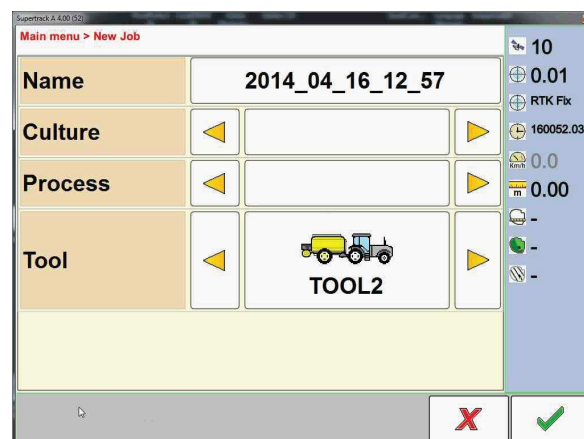 Supertrack A 4.00 (52)
Main menu > New Job
Name
2014_04_16_12_57
Culture
Process
Tool
TOOL2
10
0.01
RTK Fix
160052.03
Km/h
0.0
m
0.00
-
-
-